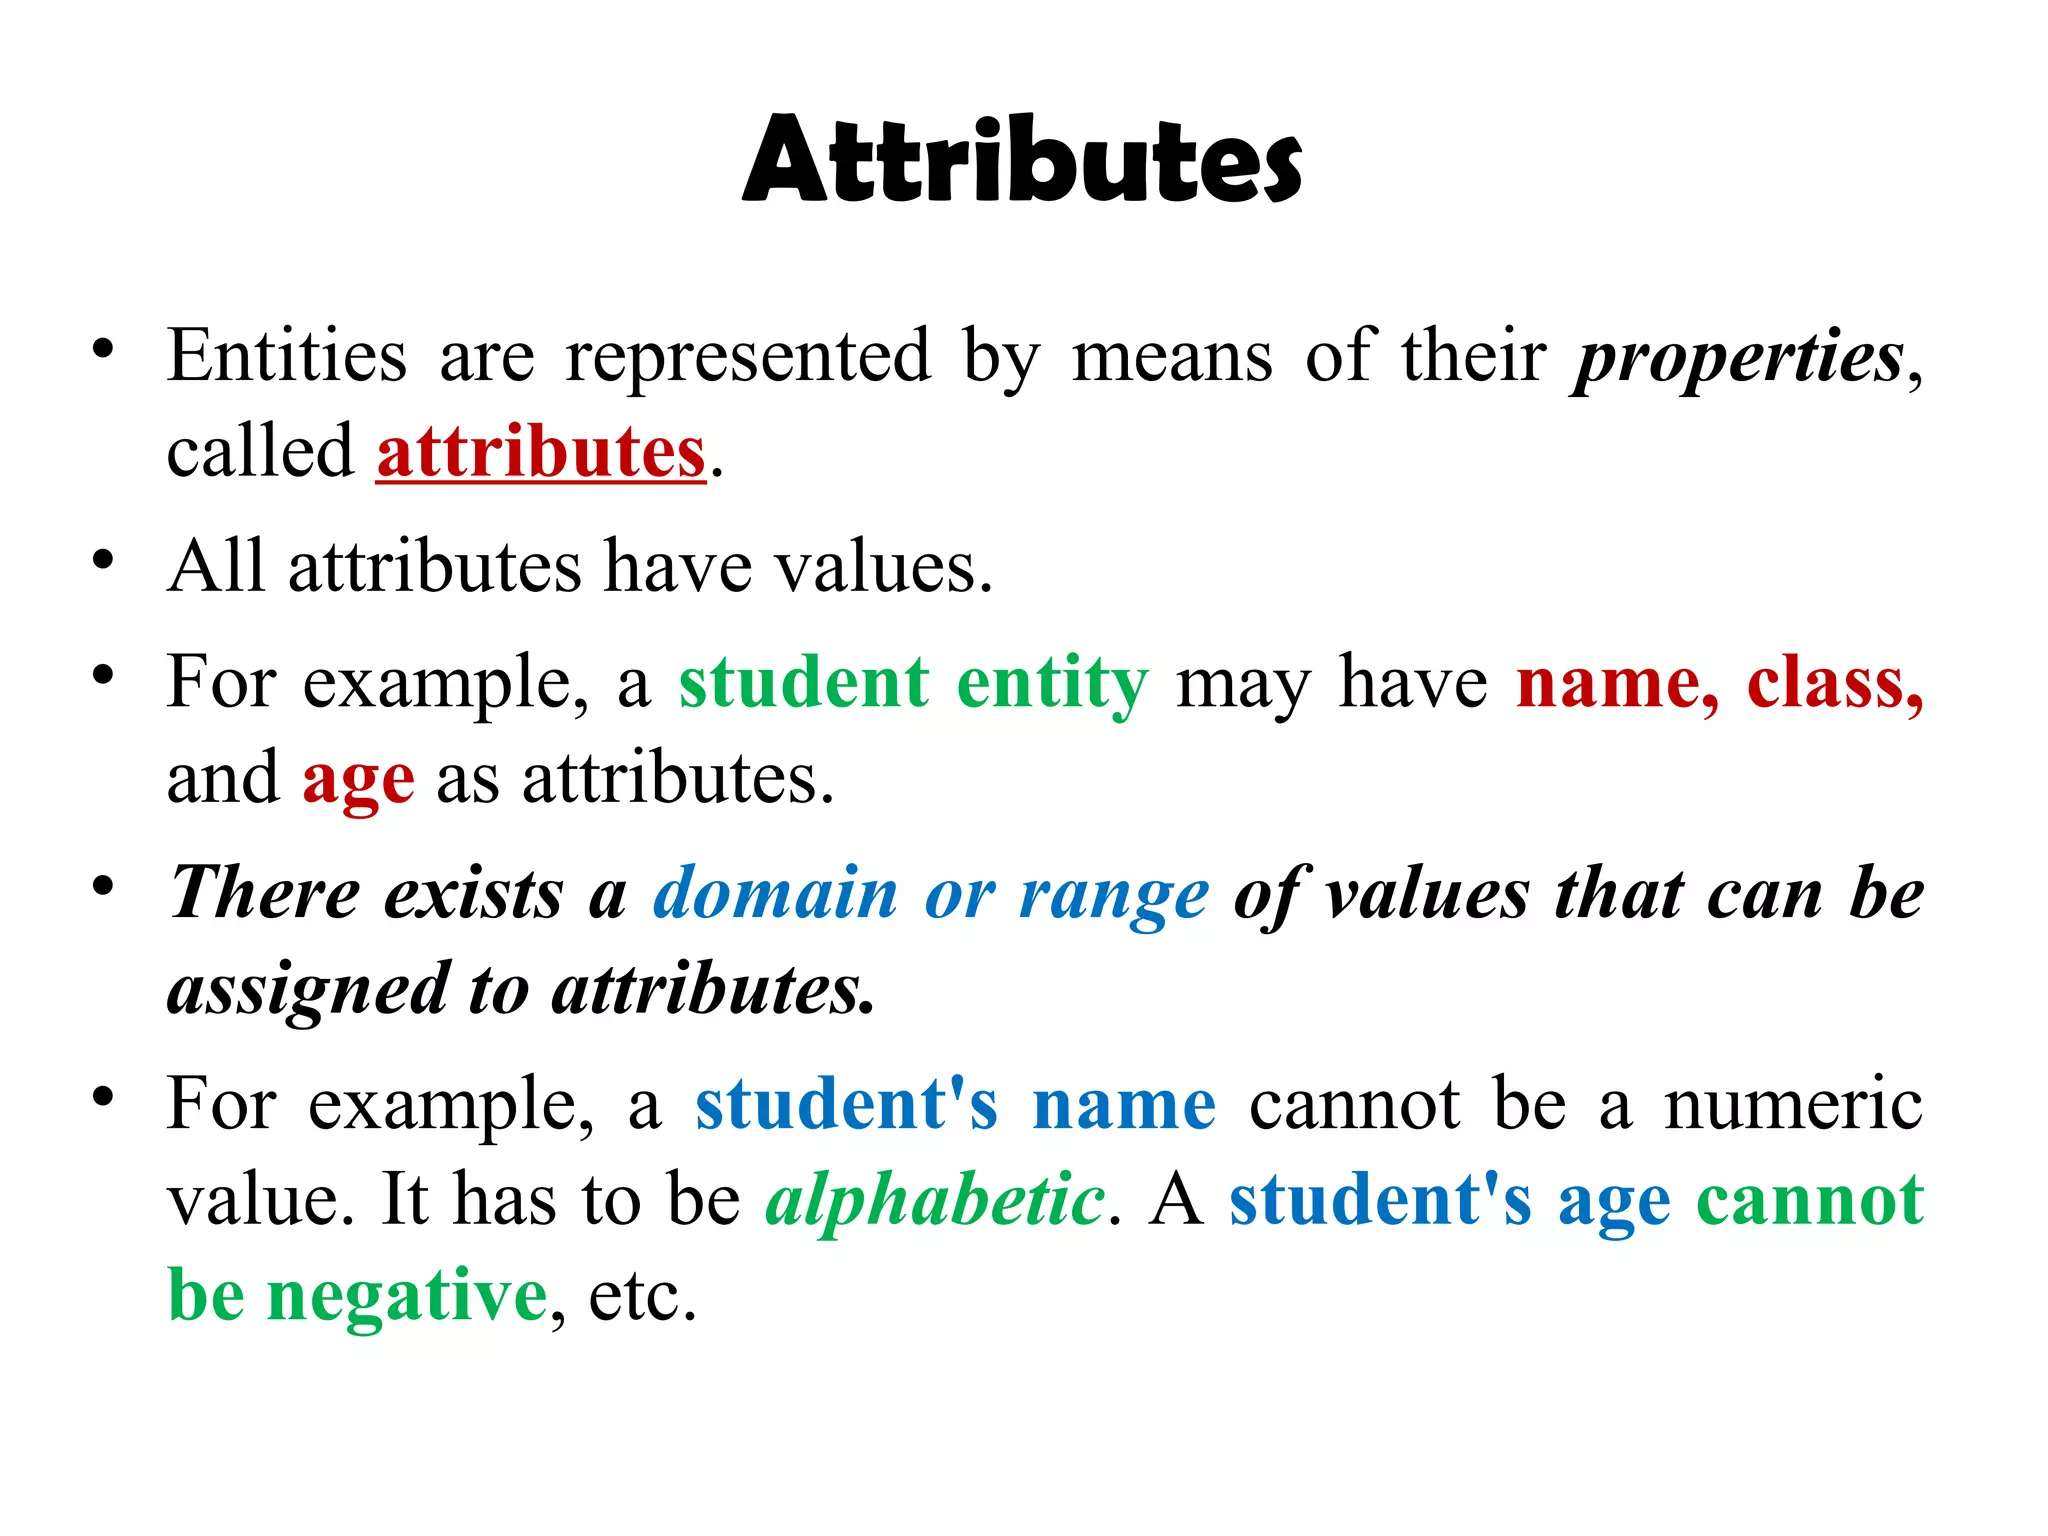 Attributes
• Entities are represented by means of their properties,
called attributes.
• All attributes have values.
• For example, a student entity may have name, class,
and age as attributes.
• There exists a domain or range of values that can be
assigned to attributes.
• For example, a student's name cannot be a numeric
value. It has to be alphabetic. A student's age cannot
be negative, etc.